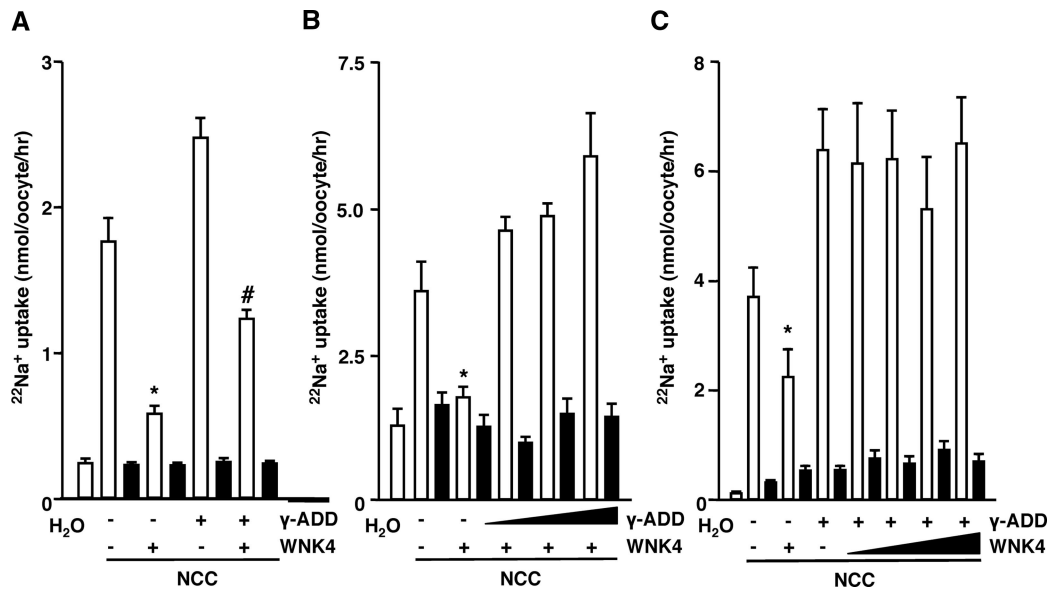 A
²²Na⁺ uptake (nmol/oocyte/hr)
3
2
1
0
* #
H₂O - - + + γ-ADD
- + - + WNK4
NCC
B
²²Na⁺ uptake (nmol/oocyte/hr)
7.5
5.0
2.5
0
*
H₂O - - γ-ADD
- + + + + WNK4
NCC
C
²²Na⁺ uptake (nmol/oocyte/hr)
8
6
4
2
0
*
H₂O - - + + + + + γ-ADD
- + - WNK4
NCC